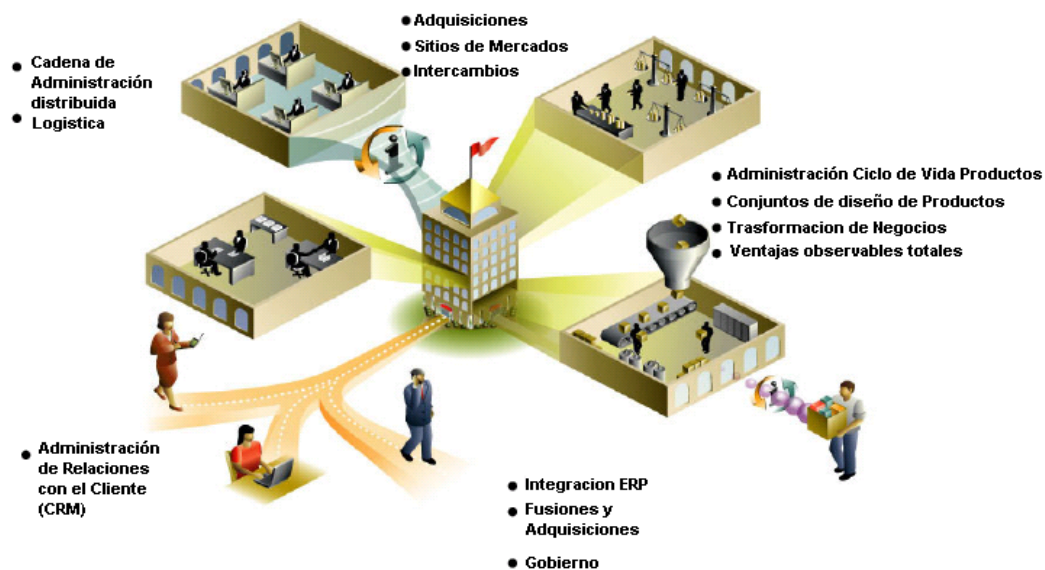 ● Adquisiciones
● Sitios de Mercados
● Intercambios
● Cadena de
Administración
distribuida
● Logistica
● Administración Ciclo de Vida Productos
● Conjuntos de diseño de Productos
● Trasformacion de Negocios
● Ventajas observables totales
● Administración
de Relaciones
con el Cliente
(CRM)
● Integracion ERP
● Fusiones y
Adquisiciones
● Gobierno